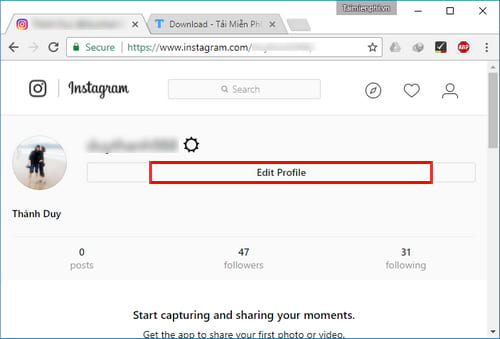 Taimienphi.vn
Download - Tải Miễn Phí
Secure https://www.instagram.com/
Instagram
Search
Edit Profile
Thành Duy
0 47 31
posts followers following
Start capturing and sharing your moments.
Get the app to share your first photo or video.